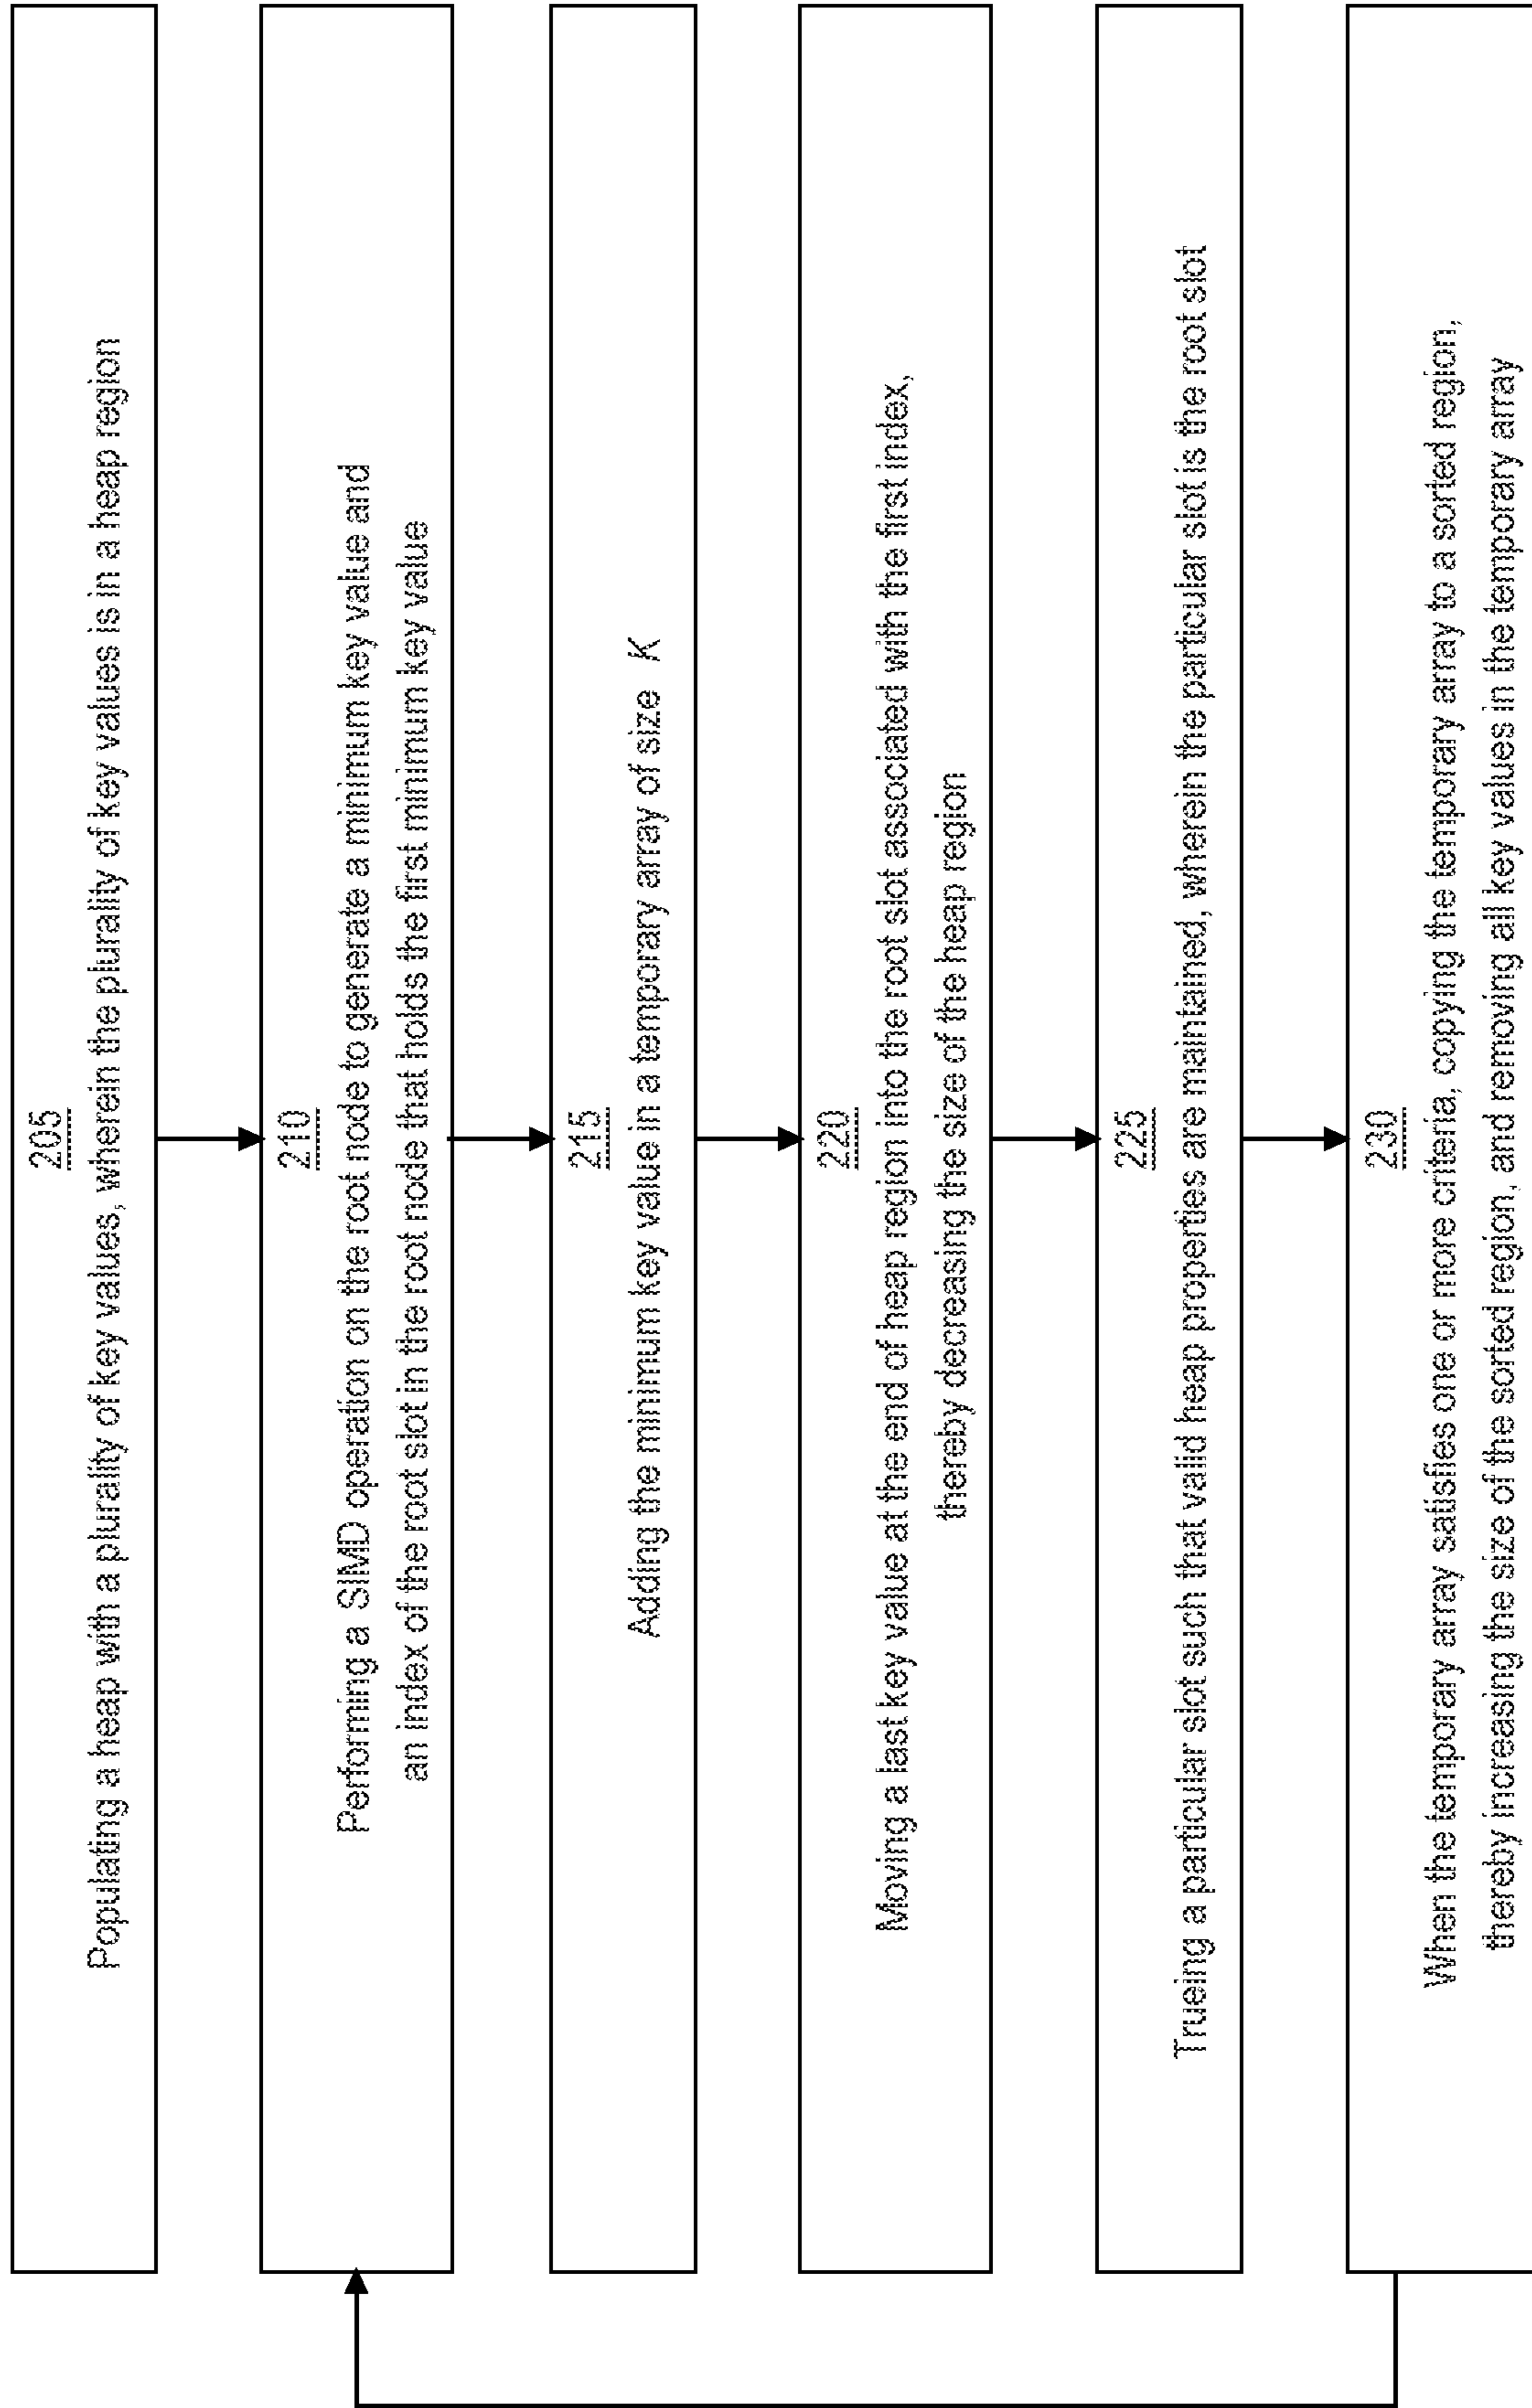 205
Populating a heap with a plurality of key values, wherein the plurality of key values is in a heap region
210
Performing a SIMD operation on the root node to generate a minimum key value and
an index of the root slot in the root node that holds the first minimum key value
215
Adding the minimum key value in a temporary array of size K
220
Moving a last key value at the end of heap region into the root slot associated with the first index,
thereby decreasing the size of the heap region
225
Trueing a particular slot such that valid heap properties are maintained, wherein the particular slot is the root slot
230
When the temporary array satisfies one or more criteria, copying the temporary array to a sorted region,
thereby increasing the size of the sorted region, and removing all key values in the temporary array